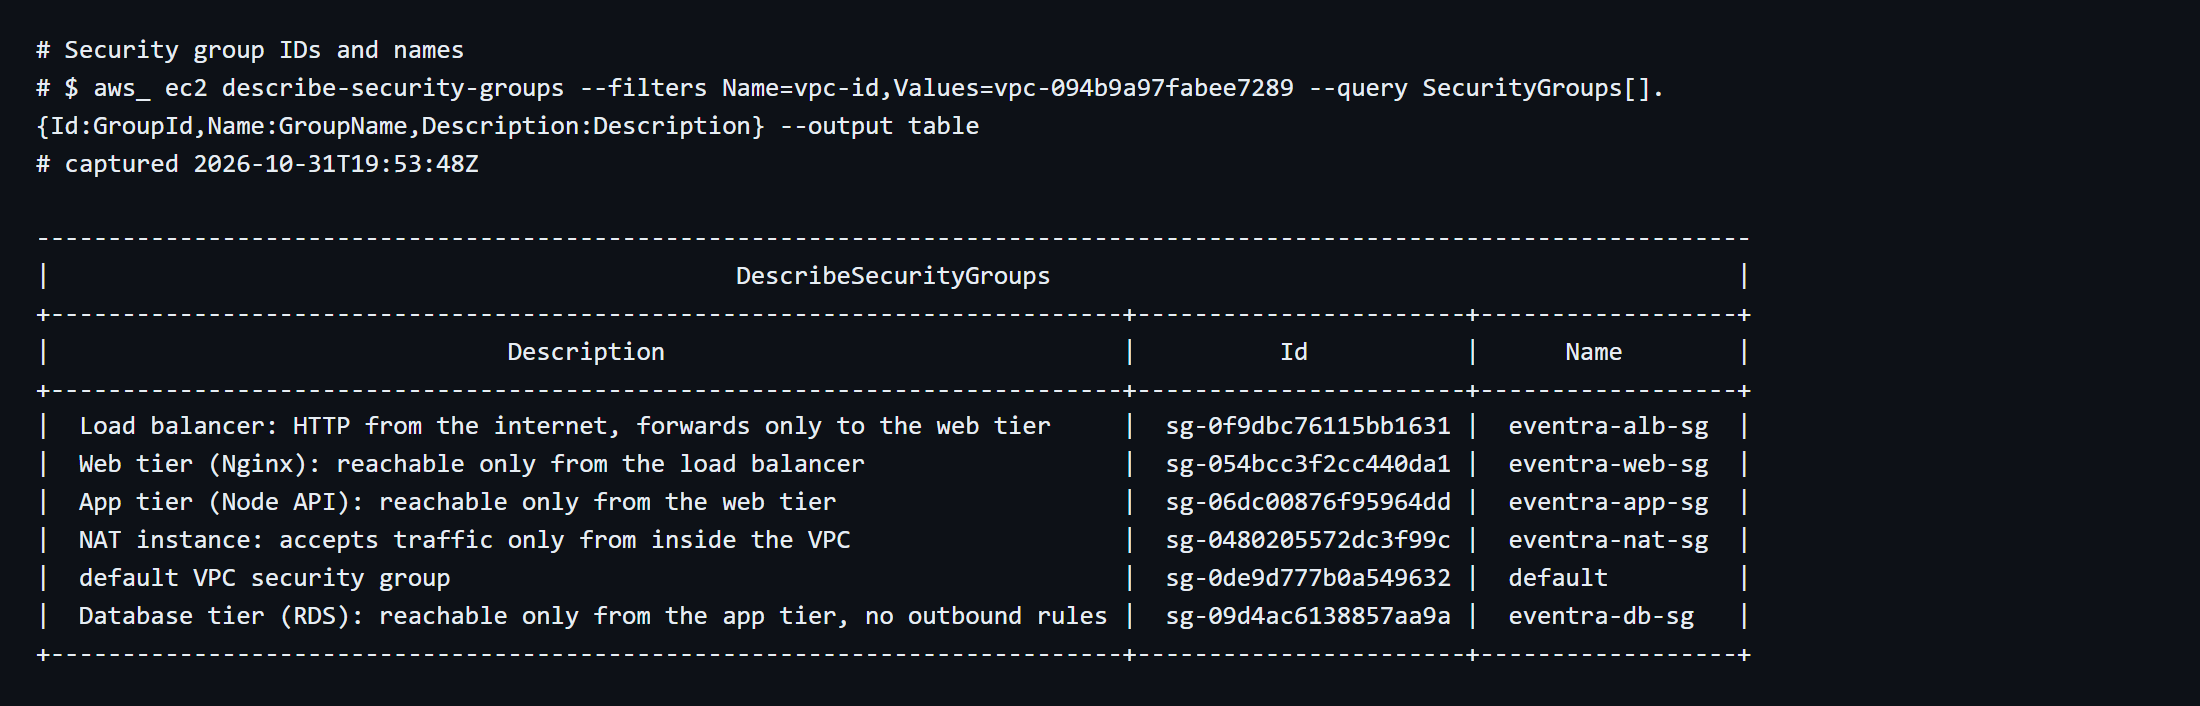 # Security group IDs and names
# $ aws_ ec2 describe-security-groups --filters Name=vpc-id,Values=vpc-094b9a97fabee7289 --query SecurityGroups[].
{Id:GroupId,Name:GroupName,Description:Description} --output table
# captured 2026-10-31T19:53:48Z

------------------------------------------------------------------------------------------------------------------------
|                                                DescribeSecurityGroups                                                |
+---------------------------------------------------------------------------+-----------------------+------------------+
|                                Description                                |          Id           |      Name        |
+---------------------------------------------------------------------------+-----------------------+------------------+
|  Load balancer: HTTP from the internet, forwards only to the web tier     |  sg-0f9dbc76115bb1631 |  eventra-alb-sg  |
|  Web tier (Nginx): reachable only from the load balancer                  |  sg-054bcc3f2cc440da1 |  eventra-web-sg  |
|  App tier (Node API): reachable only from the web tier                    |  sg-06dc00876f95964dd |  eventra-app-sg  |
|  NAT instance: accepts traffic only from inside the VPC                   |  sg-0480205572dc3f99c |  eventra-nat-sg  |
|  default VPC security group                                               |  sg-0de9d777b0a549632 |  default         |
|  Database tier (RDS): reachable only from the app tier, no outbound rules |  sg-09d4ac6138857aa9a |  eventra-db-sg   |
+---------------------------------------------------------------------------+-----------------------+------------------+